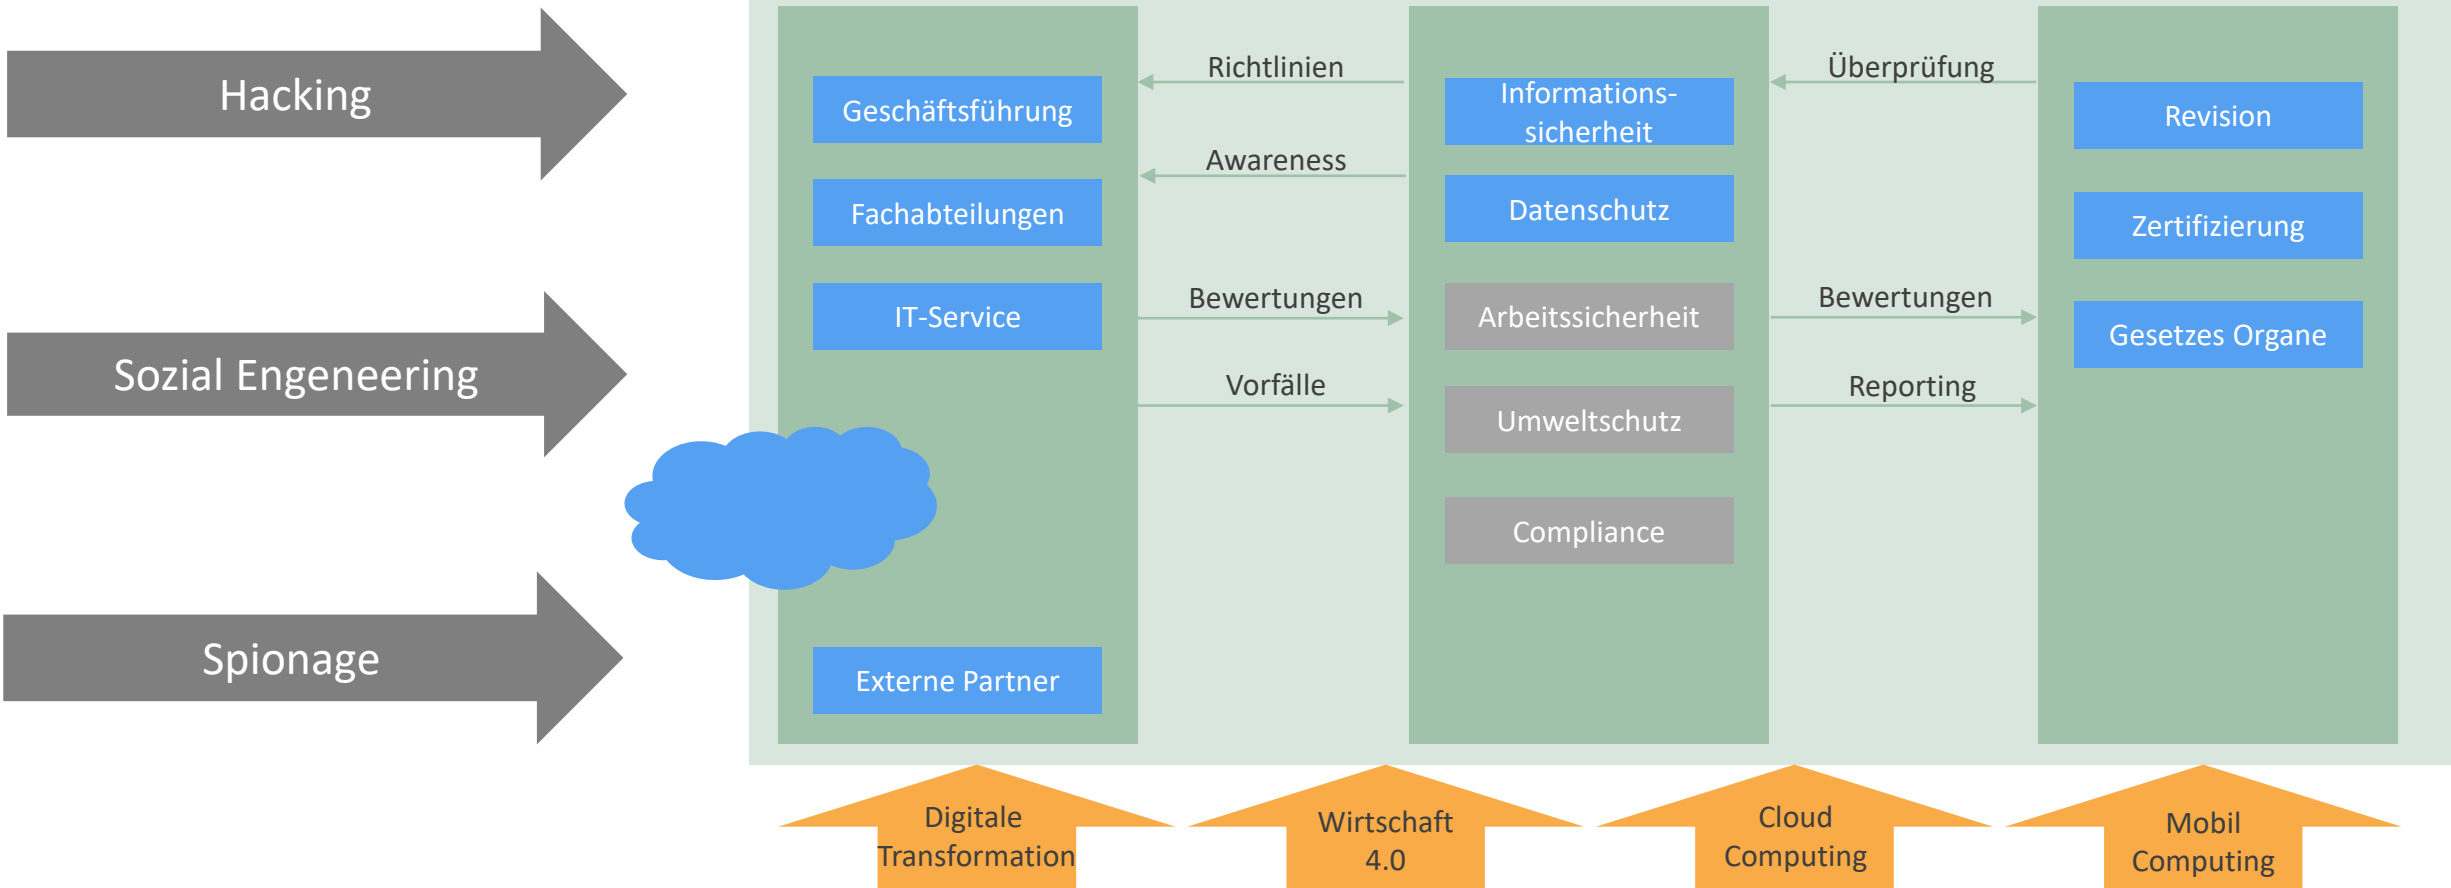 Hacking
Sozial Engeneering
Spionage
Geschäftsführung
Fachabteilungen
IT-Service
Externe Partner
Richtlinien
Awareness
Bewertungen
Vorfälle
Informations-
sicherheit
Datenschutz
Arbeitssicherheit
Umweltschutz
Compliance
Überprüfung
Bewertungen
Reporting
Revision
Zertifizierung
Gesetzes Organe
Digitale
Transformation
Wirtschaft
4.0
Cloud
Computing
Mobil
Computing